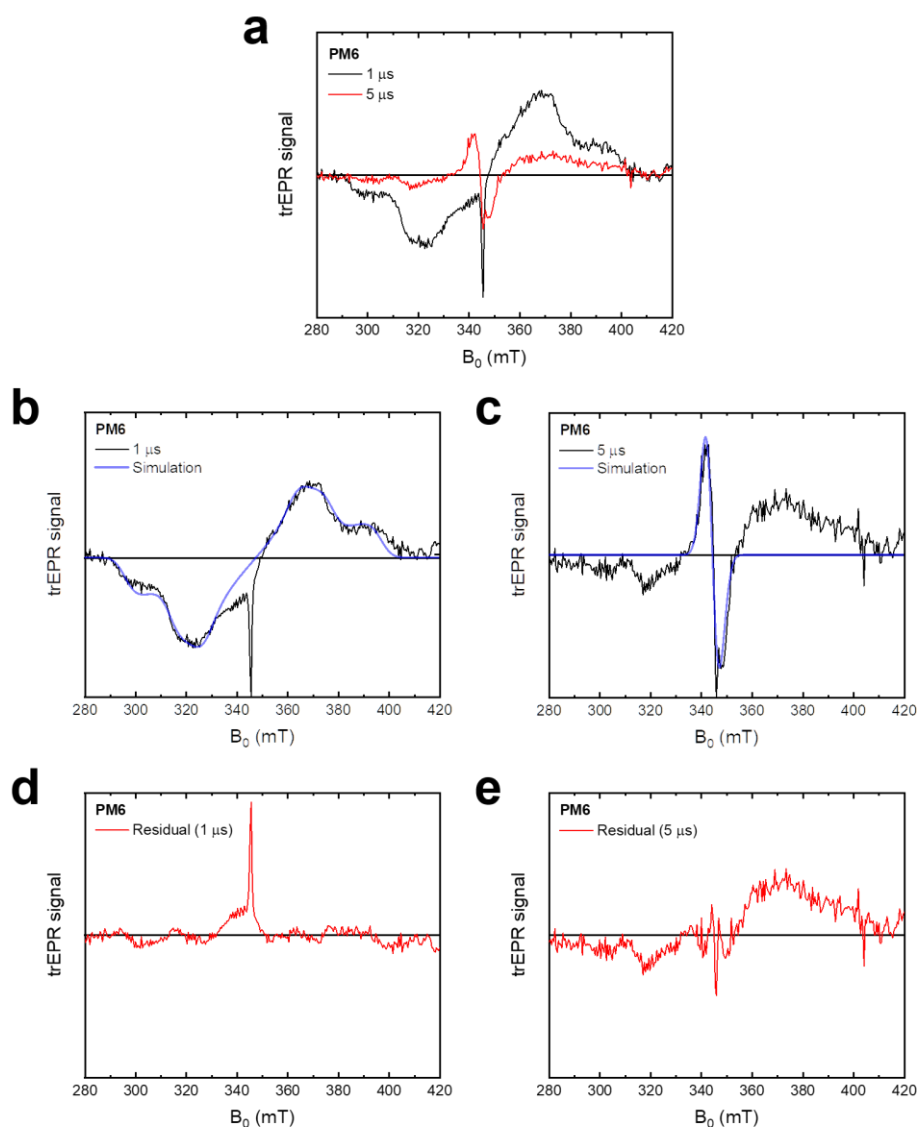 a
PM6
1 μs
5 μs
trEPR signal
280 300 320 340 360 380 400 420
B₀ (mT)
b
PM6
1 μs
Simulation
trEPR signal
280 300 320 340 360 380 400 420
B₀ (mT)
c
PM6
5 μs
Simulation
trEPR signal
280 300 320 340 360 380 400 420
B₀ (mT)
d
PM6
Residual (1 μs)
trEPR signal
280 300 320 340 360 380 400 420
B₀ (mT)
e
PM6
Residual (5 μs)
trEPR signal
280 300 320 340 360 380 400 420
B₀ (mT)